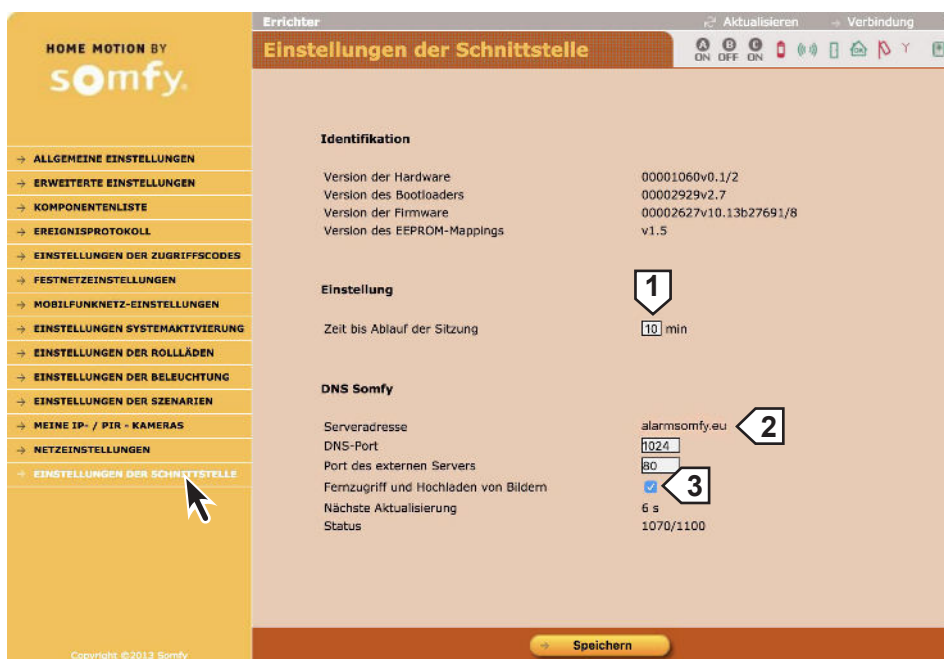 Errichter
Aktualisieren
Verbindung
HOME MOTION BY
somfy.
Einstellungen der Schnittstelle
A B C
ON OFF ON
ALLGEMEINE EINSTELLUNGEN
ERWEITERTE EINSTELLUNGEN
KOMPONENTENLISTE
EREIGNISPROTOKOLL
EINSTELLUNGEN DER ZUGRIFFSCODES
FESTNETZEINSTELLUNGEN
MOBILFUNKNETZ-EINSTELLUNGEN
EINSTELLUNGEN SYSTEMAKTIVIERUNG
EINSTELLUNGEN DER ROLLLÄDEN
EINSTELLUNGEN DER BELEUCHTUNG
EINSTELLUNGEN DER SZENARIEN
MEINE IP- / PIR - KAMERAS
NETZEINSTELLUNGEN
EINSTELLUNGEN DER SCHNITTSTELLE
Identifikation
Version der Hardware 00001060v0.1/2
Version des Bootloaders 00002929v2.7
Version der Firmware 00002627v10.13b27691/8
Version des EEPROM-Mappings v1.5
Einstellung
1
Zeit bis Ablauf der Sitzung 10 min
DNS Somfy
Serveradresse alarmsomfy.eu 2
DNS-Port 1024
Port des externen Servers 80
Fernzugriff und Hochladen von Bildern 3
Nächste Aktualisierung 6 s
Status 1070/1100
Speichern
Copyright ©2013 Somfy